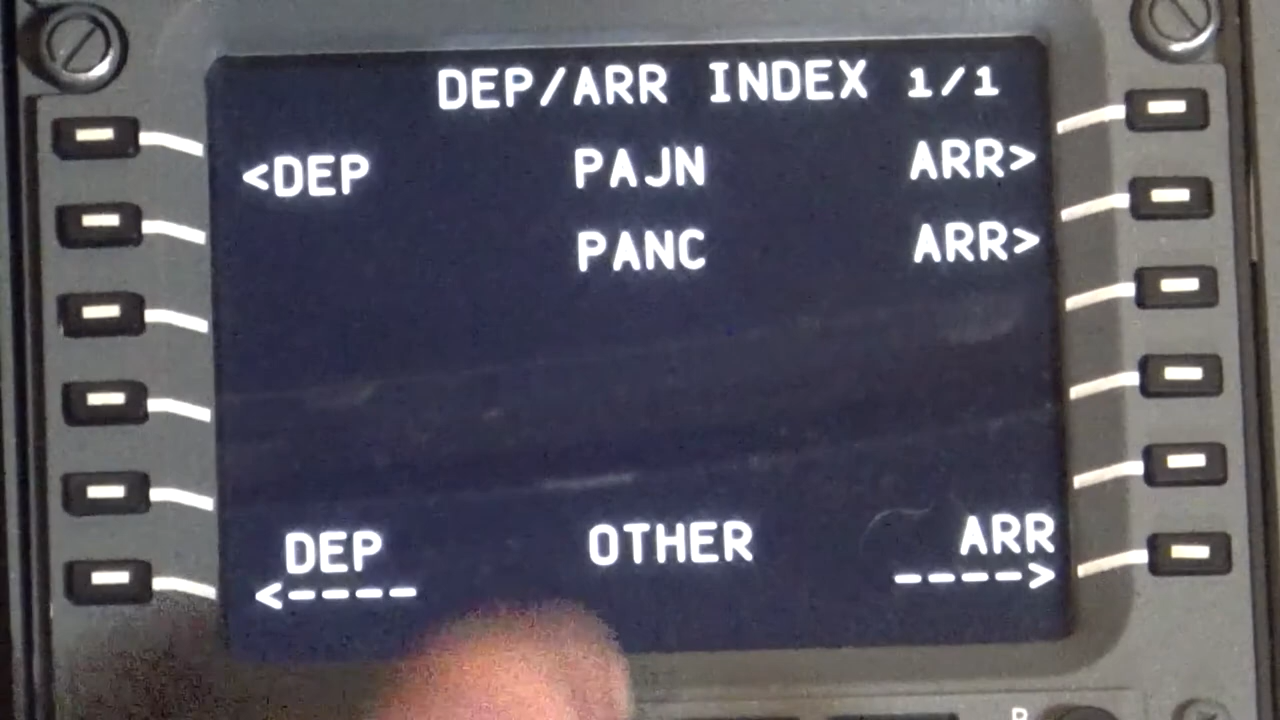 DEP/ARR INDEX 1/1
<DEP PAJN ARR>
PANC ARR>
DEP OTHER ARR
<---- ---->